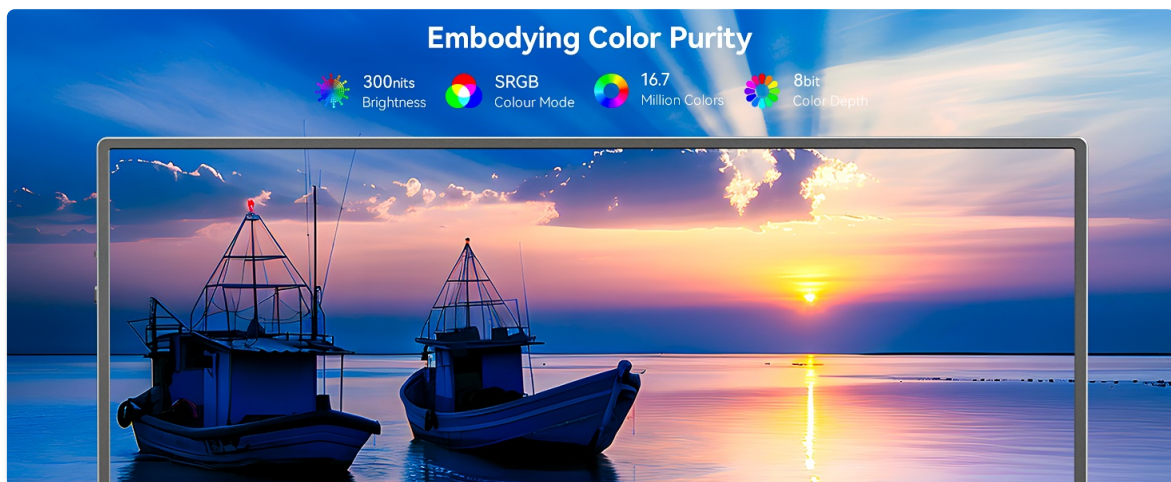 Embodying Color Purity
300nits
Brightness
SRGB
Colour Mode
16.7
Million Colors
8bit
Color Depth